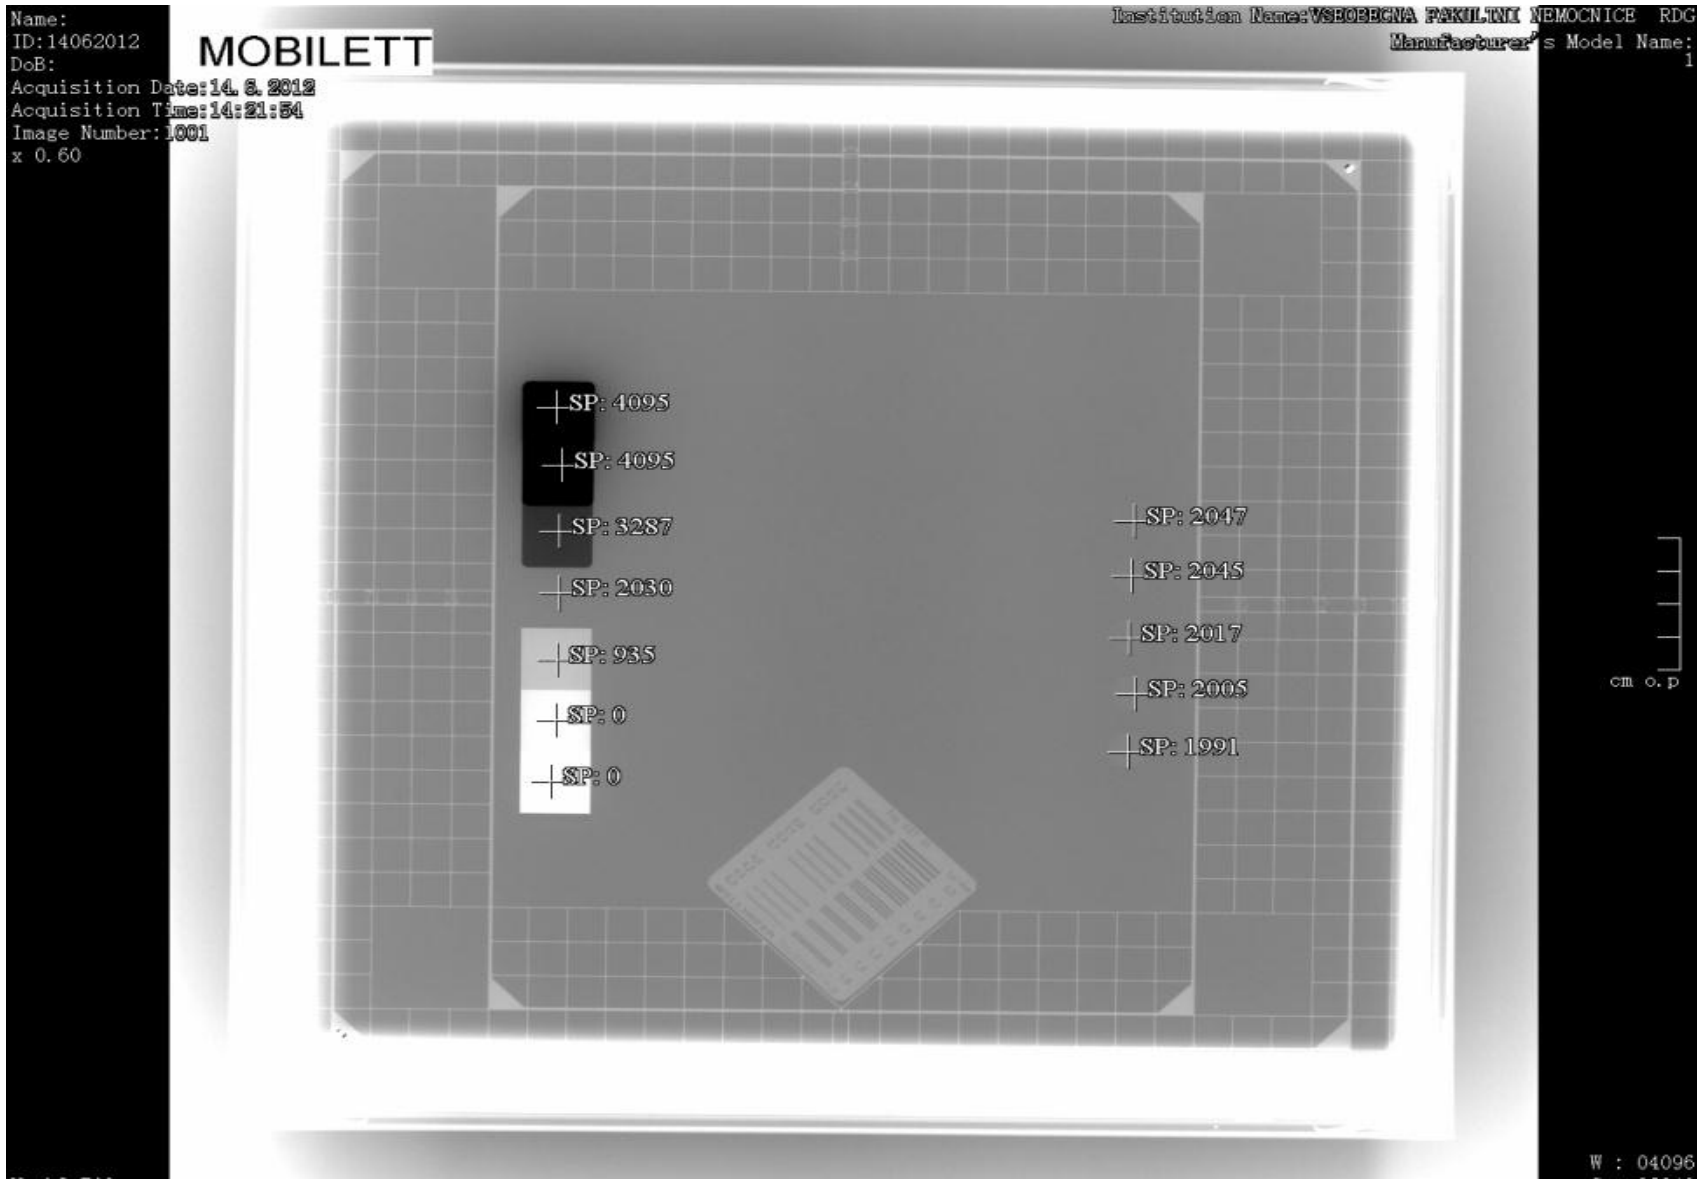 Name:
ID:14062012
DoB:
Acquisition Date:14.6.2012
Acquisition Time:14:21:54
Image Number:1001
x 0.60
MOBILETT
Institution Name:VSEOBECNA FAKULTNI NEMOCNICE RDG
Manufacturer's Model Name:
1
SP: 4095
SP: 4095
SP: 3287
SP: 2030
SP: 935
SP: 0
SP: 0
SP: 2047
SP: 2045
SP: 2017
SP: 2005
SP: 1991
cm o.p
W : 04096